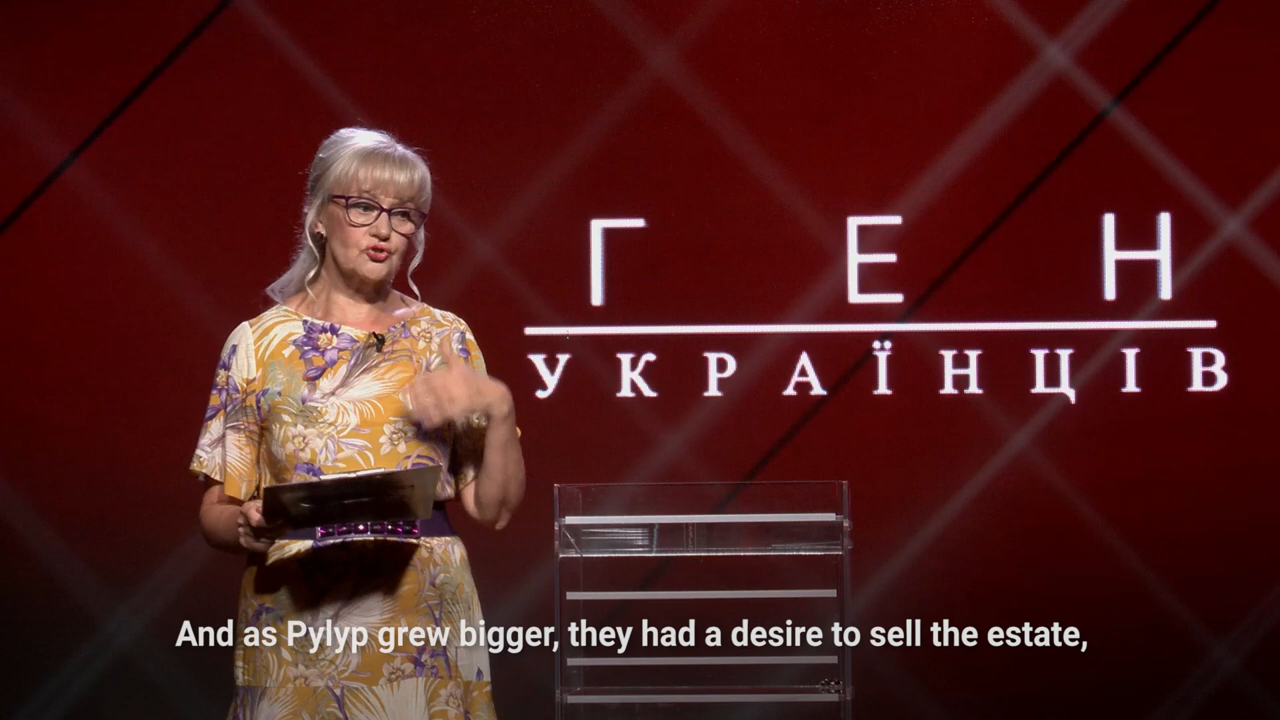 ГЕН
УКРАЇНЦІВ
And as Pylyp grew bigger, they had a desire to sell the estate,